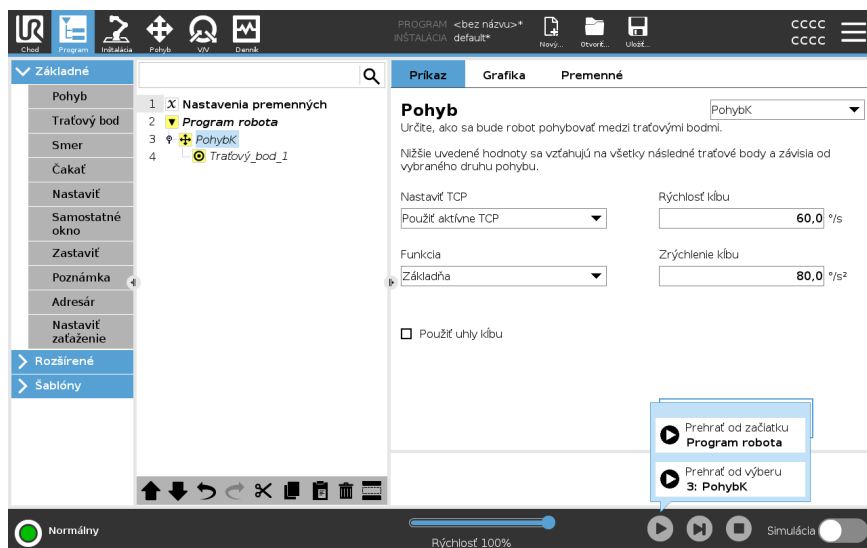 UR
Chod
Program
Inštalácia
Pohyb
V/V
Denník
PROGRAM <bez názvu>*
INŠTALÁCIA default*
Nový...
Otvoriť...
Uložiť...
CCCC
CCCC
Základné
Pohyb
Traťový bod
Smer
Čakať
Nastaviť
Samostatné
okno
Zastaviť
Poznámka
Adresár
Nastaviť
zaťaženie
Rozšírené
Šablóny
1 X Nastavenia premenných
2 Program robota
3 PohybK
4 Traťový_bod_1
Príkaz Grafika Premenné
Pohyb
PohybK
Určite, ako sa bude robot pohybovať medzi traťovými bodmi.
Nižšie uvedené hodnoty sa vzťahujú na všetky následné traťové body a závisia od
vybraného druhu pohybu.
Nastaviť TCP
Použiť aktívne TCP
Rýchlosť kĺbu
60,0 °/s
Funkcia
Základňa
Zrýchlenie kĺbu
80,0 °/s²
Použiť uhly kĺbu
Prehrať od začiatku
Program robota
Prehrať od výberu
3: PohybK
Normálny
Rýchlosť 100%
Simulácia